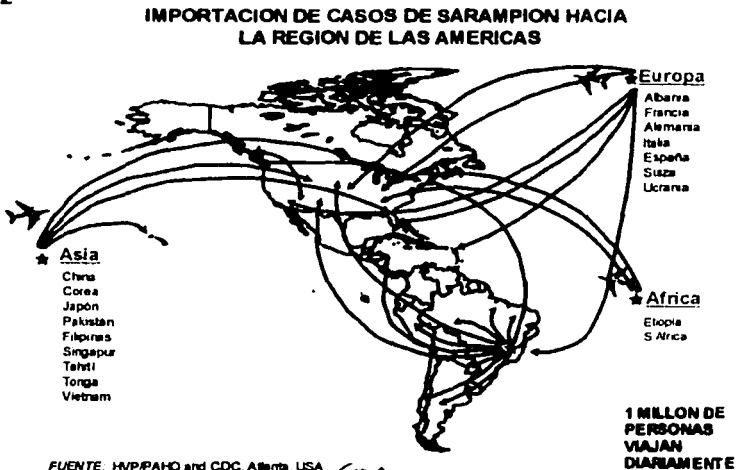 IMPORTACION DE CASOS DE SARAMPION HACIA
LA REGION DE LAS AMERICAS
Europa
Albania
Francia
Alemania
Italia
España
Suiza
Ucrania
Asia
China
Corea
Japón
Pakistán
Filipinas
Singapur
Tahití
Tonga
Vietnam
Africa
Etiopia
S Africa
1 MILLON DE
PERSONAS
VIAJAN
DIARIAMENTE
FUENTE: HVP/PAHO and CDC, Atlanta, USA